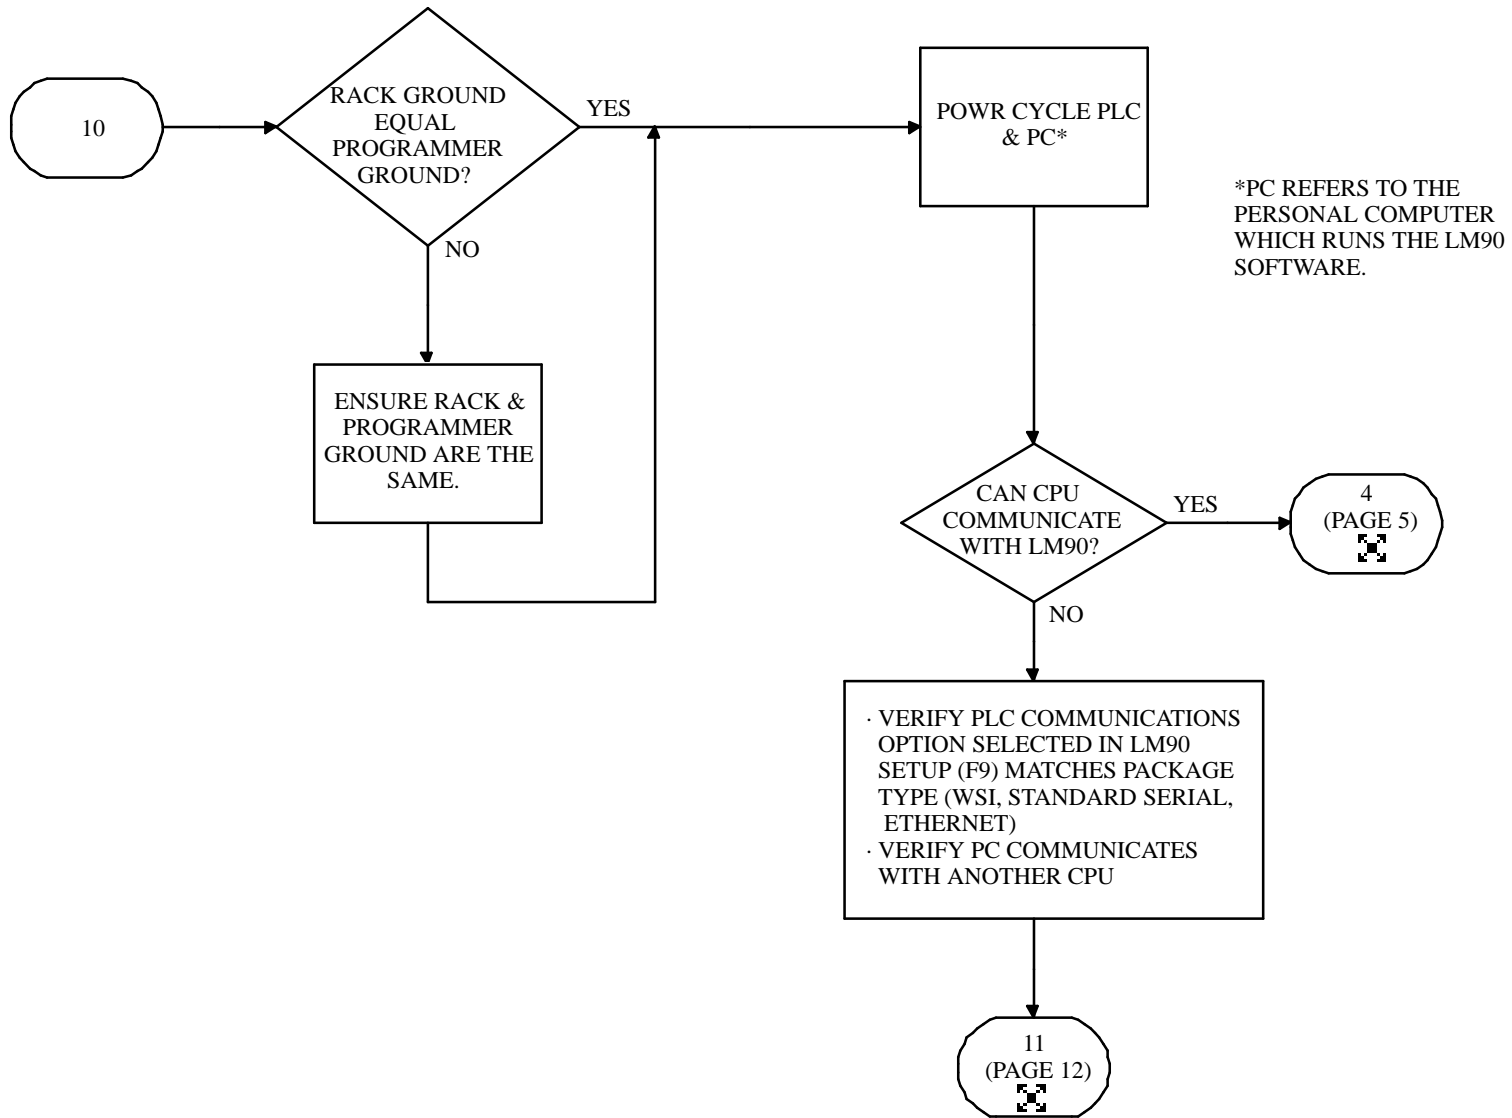 10
RACK GROUND
EQUAL
PROGRAMMER
GROUND?
YES
NO
ENSURE RACK &
PROGRAMMER
GROUND ARE THE
SAME.
POWR CYCLE PLC
& PC*
*PC REFERS TO THE
PERSONAL COMPUTER
WHICH RUNS THE LM90
SOFTWARE.
CAN CPU
COMMUNICATE
WITH LM90?
YES
4
(PAGE 5)
NO
· VERIFY PLC COMMUNICATIONS
OPTION SELECTED IN LM90
SETUP (F9) MATCHES PACKAGE
TYPE (WSI, STANDARD SERIAL,
ETHERNET)
· VERIFY PC COMMUNICATES
WITH ANOTHER CPU
11
(PAGE 12)